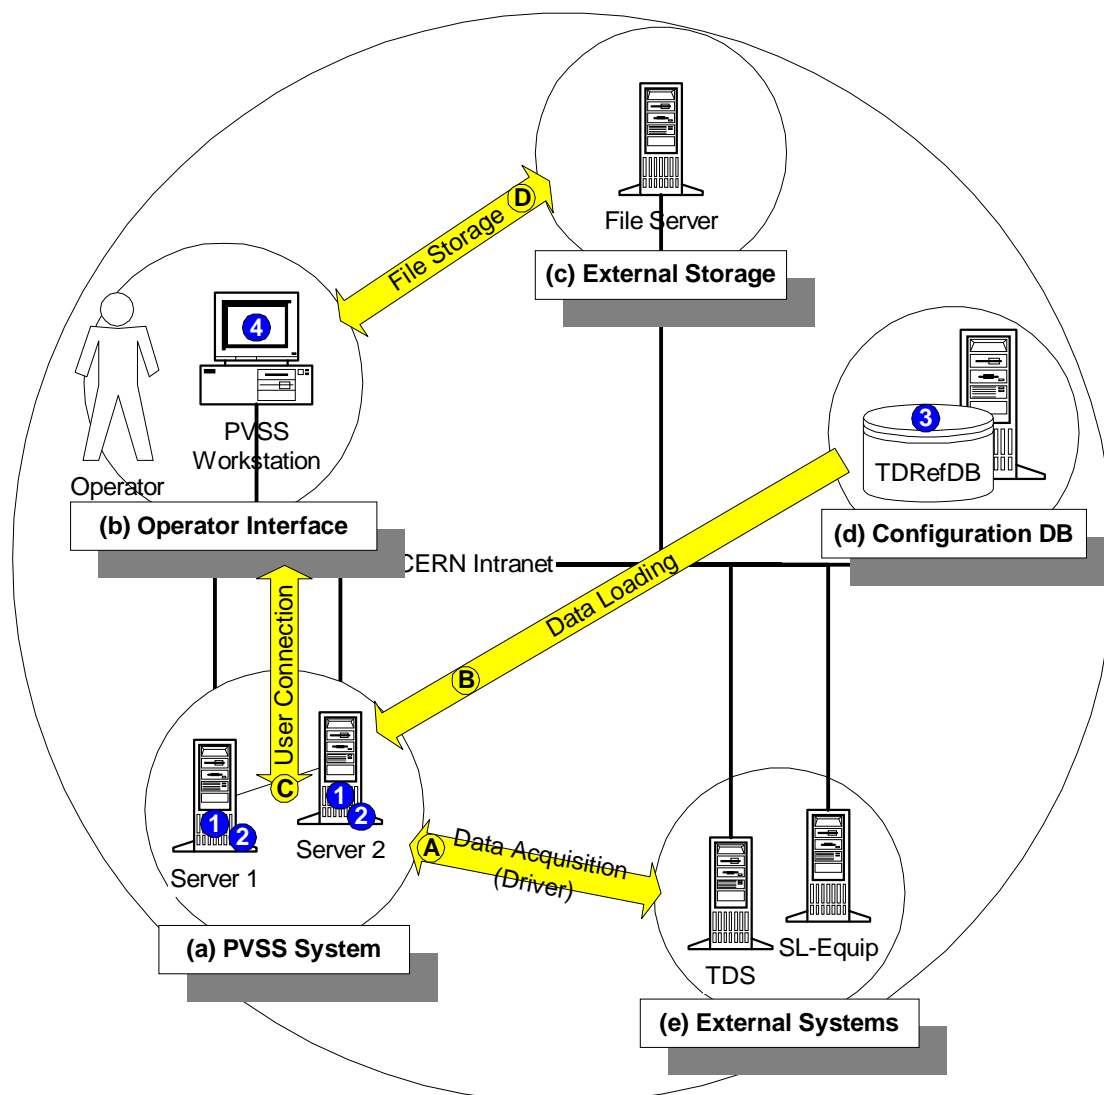 D
File Server
File Storage
(c) External Storage
4
PVSS
Workstation
Operator
(b) Operator Interface
3
TDRefDB
(d) Configuration DB
CERN Intranet
Data Loading
B
User Connection
C
1
2
Server 1
1
2
Server 2
(a) PVSS System
A
Data Acquisition
(Driver)
TDS
SL-Equip
(e) External Systems